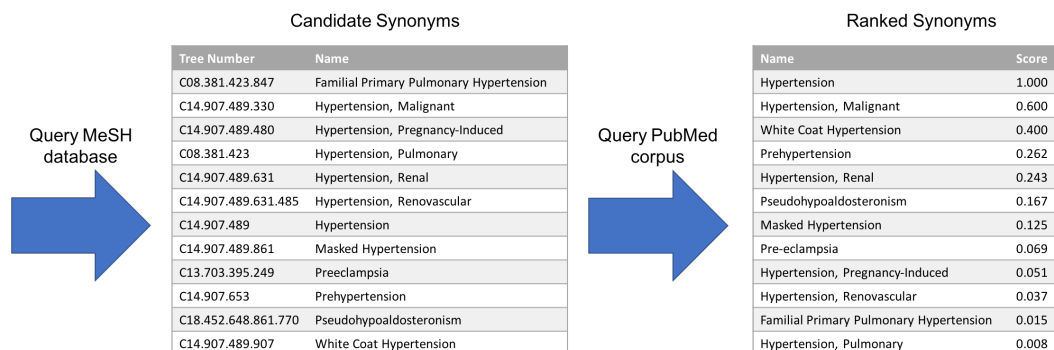 Candidate Synonyms
Ranked Synonyms
Query MeSH
database
Tree Number Name
C08.381.423.847 Familial Primary Pulmonary Hypertension
C14.907.489.330 Hypertension, Malignant
C14.907.489.480 Hypertension, Pregnancy-Induced
C08.381.423 Hypertension, Pulmonary
C14.907.489.631 Hypertension, Renal
C14.907.489.631.485 Hypertension, Renovascular
C14.907.489 Hypertension
C14.907.489.861 Masked Hypertension
C13.703.395.249 Preeclampsia
C14.907.653 Prehypertension
C18.452.648.861.770 Pseudohypoaldosteronism
C14.907.489.907 White Coat Hypertension
Query PubMed
corpus
Name Score
Hypertension 1.000
Hypertension, Malignant 0.600
White Coat Hypertension 0.400
Prehypertension 0.262
Hypertension, Renal 0.243
Pseudohypoaldosteronism 0.167
Masked Hypertension 0.125
Pre-eclampsia 0.069
Hypertension, Pregnancy-Induced 0.051
Hypertension, Renovascular 0.037
Familial Primary Pulmonary Hypertension 0.015
Hypertension, Pulmonary 0.008